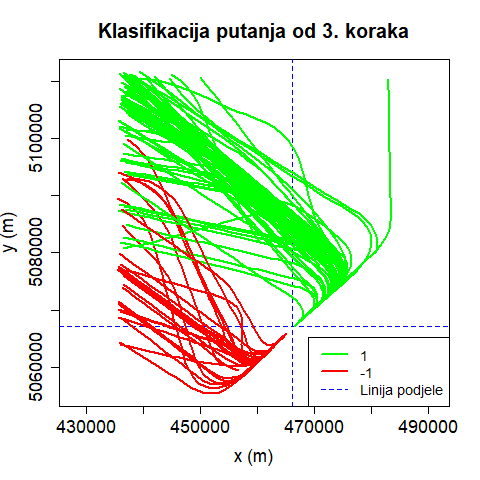 Klasifikacija putanja od 3. koraka
y (m)
5100000
5080000
5060000
430000 450000 470000 490000
x (m)
1
-1
Linija podjele